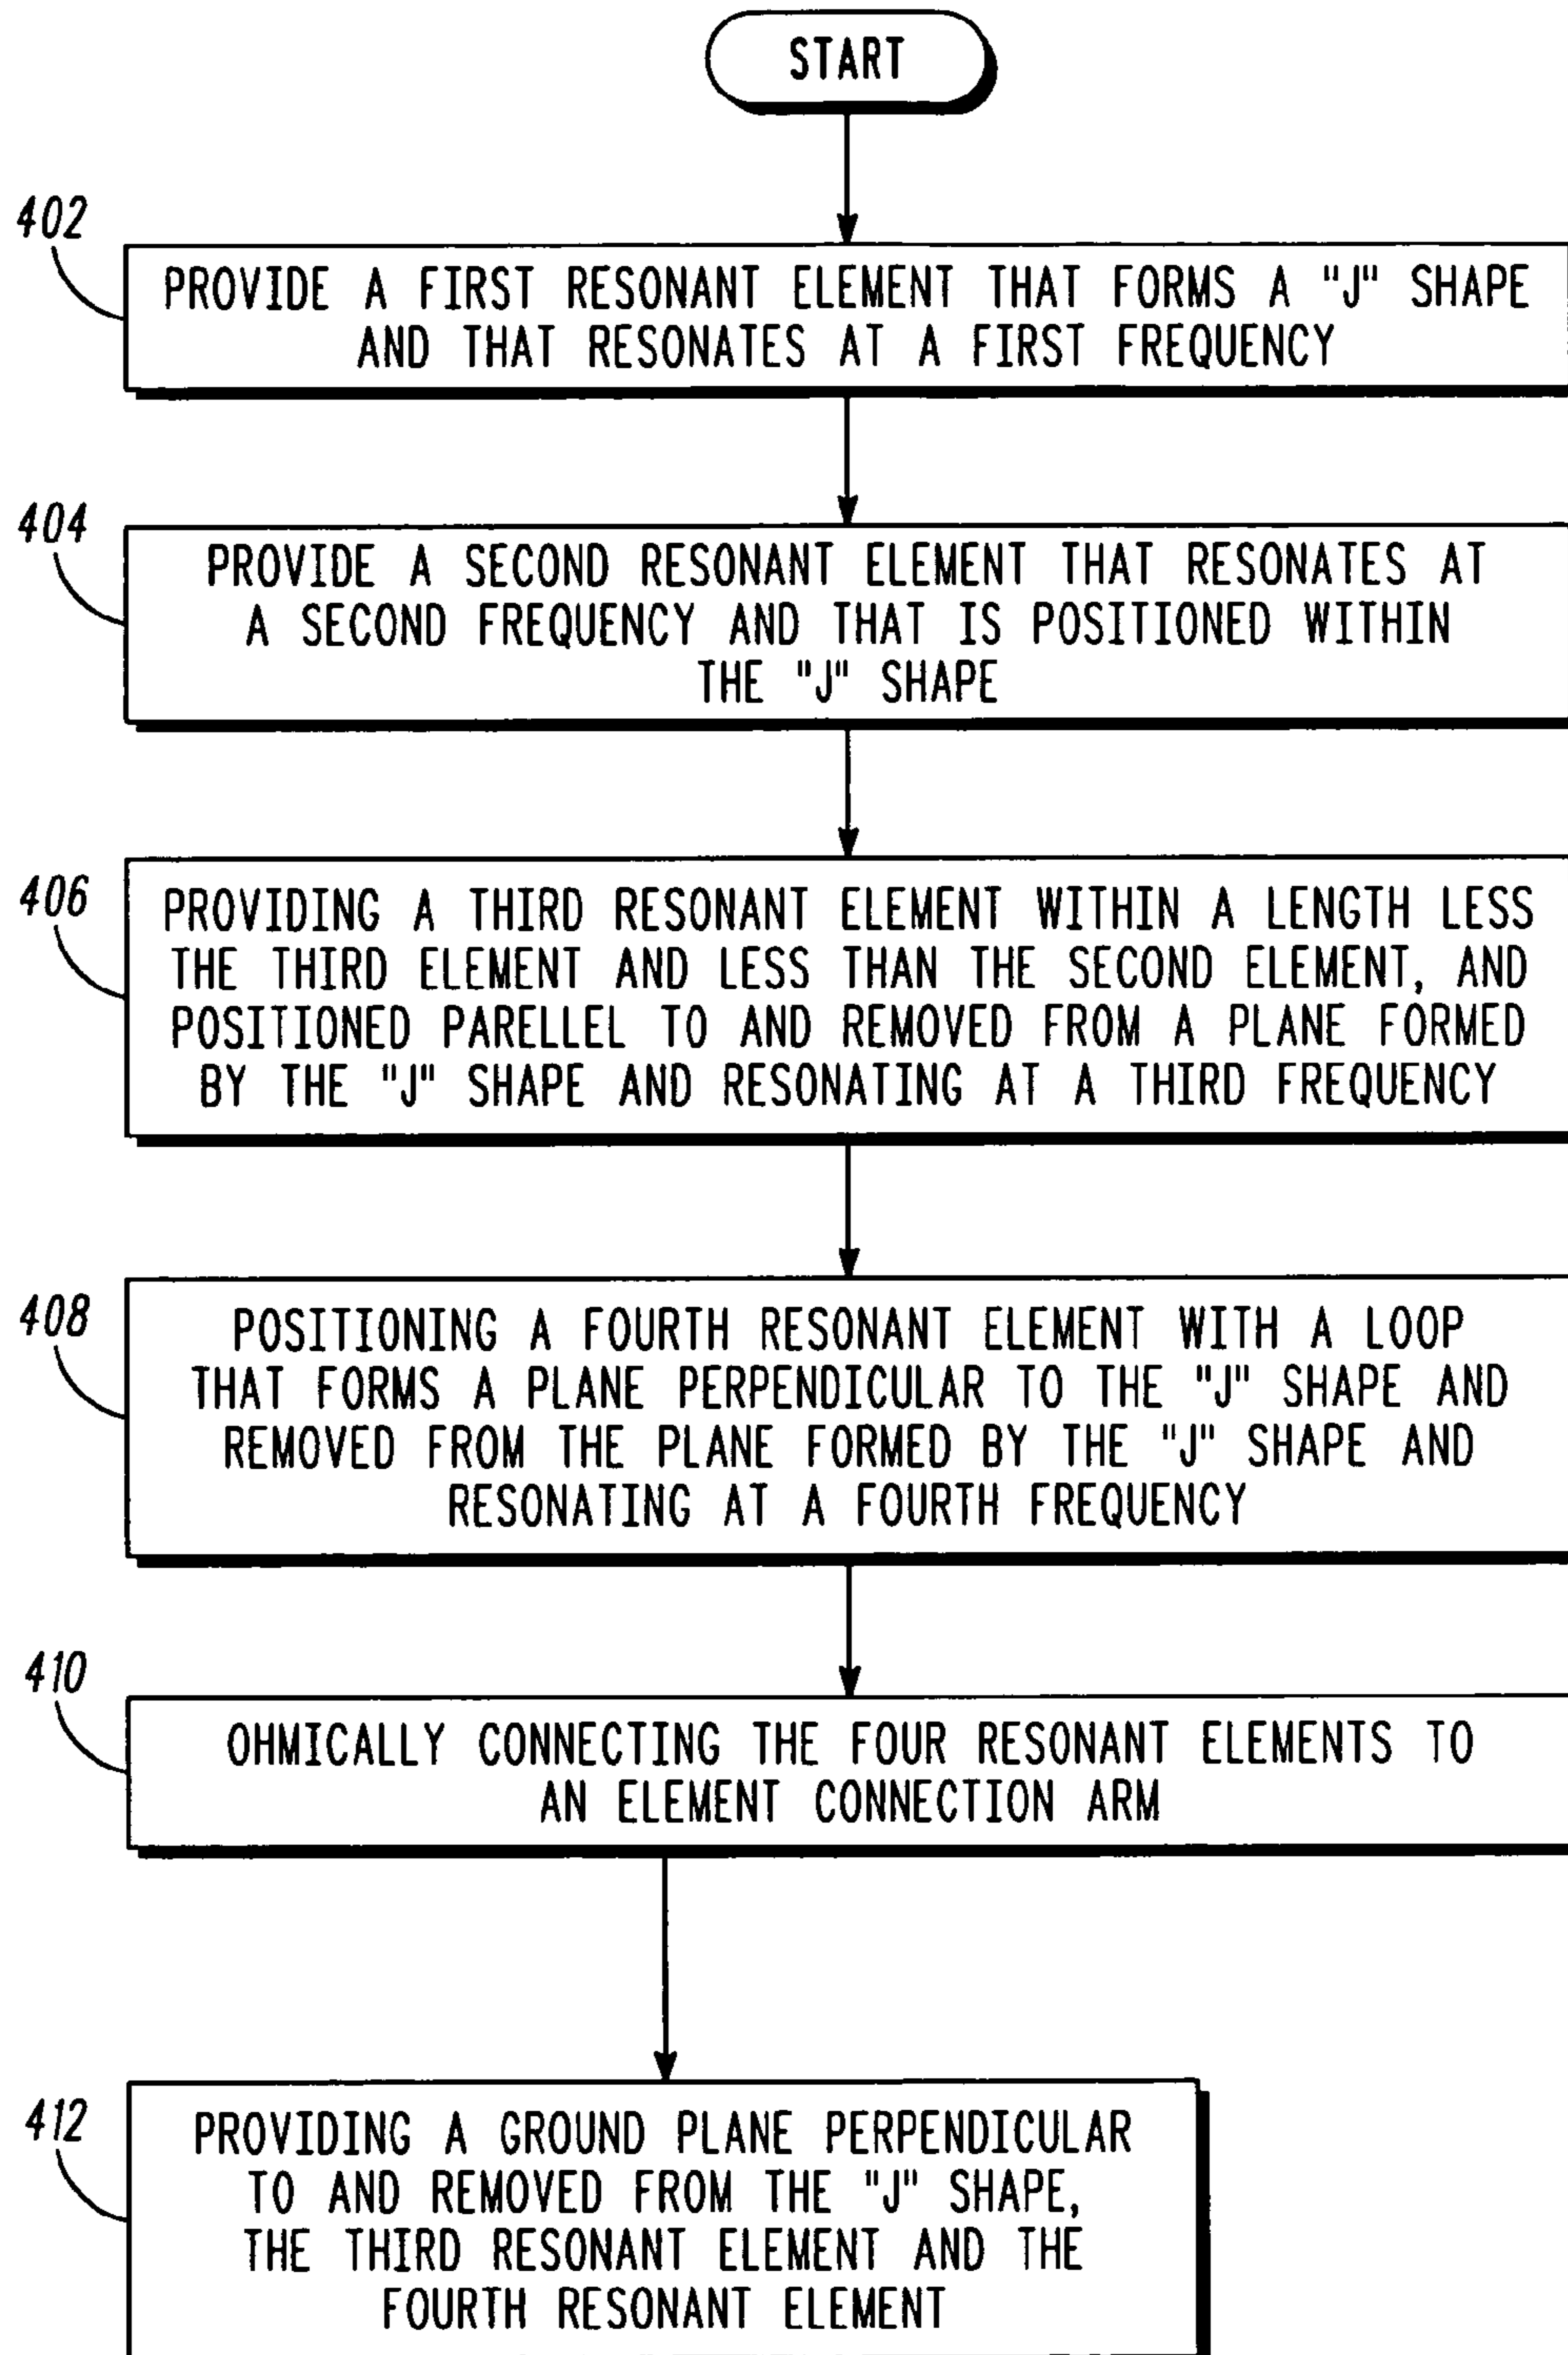 START
402
PROVIDE A FIRST RESONANT ELEMENT THAT FORMS A "J" SHAPE
AND THAT RESONATES AT A FIRST FREQUENCY
404
PROVIDE A SECOND RESONANT ELEMENT THAT RESONATES AT
A SECOND FREQUENCY AND THAT IS POSITIONED WITHIN
THE "J" SHAPE
406
PROVIDING A THIRD RESONANT ELEMENT WITHIN A LENGTH LESS
THE THIRD ELEMENT AND LESS THAN THE SECOND ELEMENT, AND
POSITIONED PARELLEL TO AND REMOVED FROM A PLANE FORMED
BY THE "J" SHAPE AND RESONATING AT A THIRD FREQUENCY
408
POSITIONING A FOURTH RESONANT ELEMENT WITH A LOOP
THAT FORMS A PLANE PERPENDICULAR TO THE "J" SHAPE AND
REMOVED FROM THE PLANE FORMED BY THE "J" SHAPE AND
RESONATING AT A FOURTH FREQUENCY
410
OHMICALLY CONNECTING THE FOUR RESONANT ELEMENTS TO
AN ELEMENT CONNECTION ARM
412
PROVIDING A GROUND PLANE PERPENDICULAR
TO AND REMOVED FROM THE "J" SHAPE,
THE THIRD RESONANT ELEMENT AND THE
FOURTH RESONANT ELEMENT